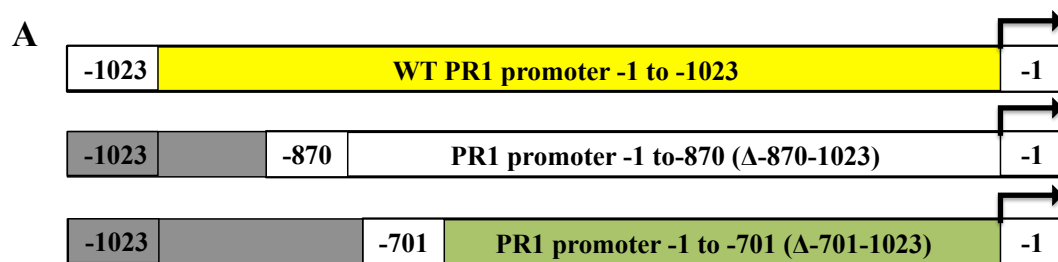 A
-1023 WT PR1 promoter -1 to -1023 -1
-1023 -870 PR1 promoter -1 to-870 (Δ-870-1023) -1
-1023 -701 PR1 promoter -1 to -701 (Δ-701-1023) -1